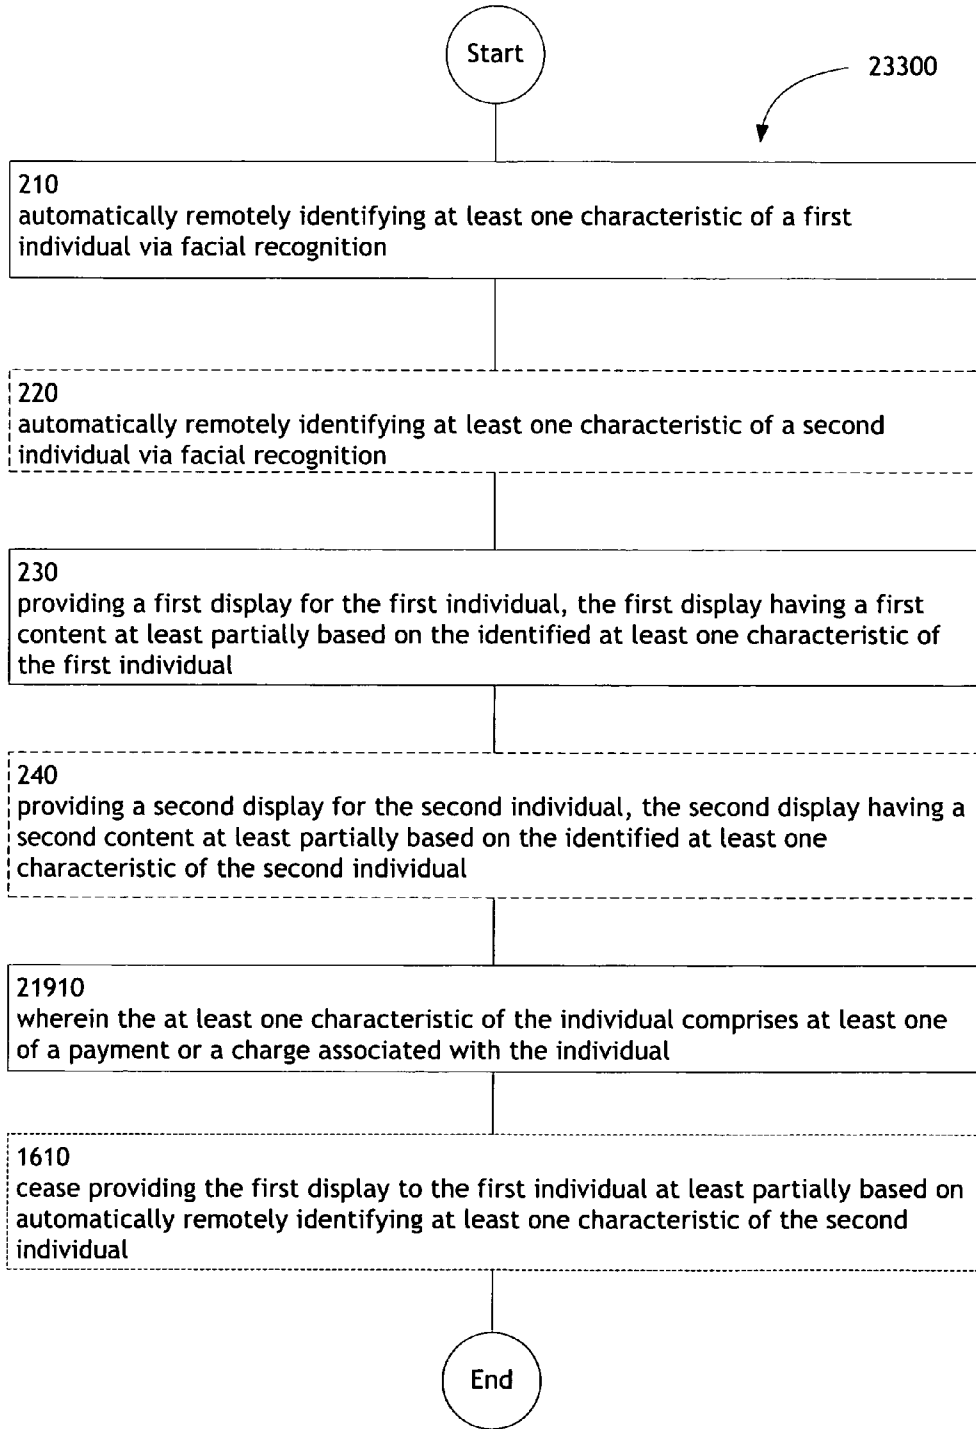 Start
23300
210
automatically remotely identifying at least one characteristic of a first
individual via facial recognition
220
automatically remotely identifying at least one characteristic of a second
individual via facial recognition
230
providing a first display for the first individual, the first display having a first
content at least partially based on the identified at least one characteristic of
the first individual
240
providing a second display for the second individual, the second display having a
second content at least partially based on the identified at least one
characteristic of the second individual
21910
wherein the at least one characteristic of the individual comprises at least one
of a payment or a charge associated with the individual
1610
cease providing the first display to the first individual at least partially based on
automatically remotely identifying at least one characteristic of the second
individual
End